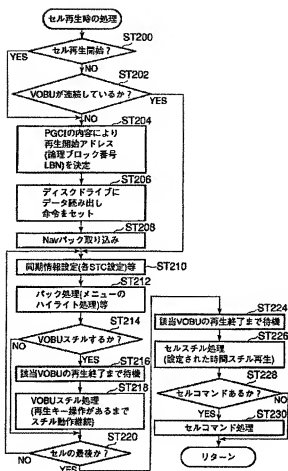 セル再生時の処理
ST200
セル再生開始？
YES
NO
ST202
VOBUが連続しているか？
YES
NO
ST204
PGCIの内容により
再生開始アドレス
(論理ブロック番号
LBN)を決定
ST206
ディスクドライブに
データ読み出し
命令をセット
ST208
Navパック取り込み
同期情報設定(各STC設定)等
ST210
ST212
パック処理(メニューの
ハイライト処理)等
ST214
VOBUスチルするか？
NO
YES
ST216
該当VOBUの再生終了まで待機
ST218
VOBUスチル処理
(再生キー操作があるまで
スチル動作継続)
ST220
セルの最後か？
NO
YES
ST224
該当VOBUの再生終了まで待機
ST226
セルスチル処理
(設定された時間スチル再生)
ST228
セルコマンドあるか？
NO
YES
ST230
セルコマンド処理
リターン